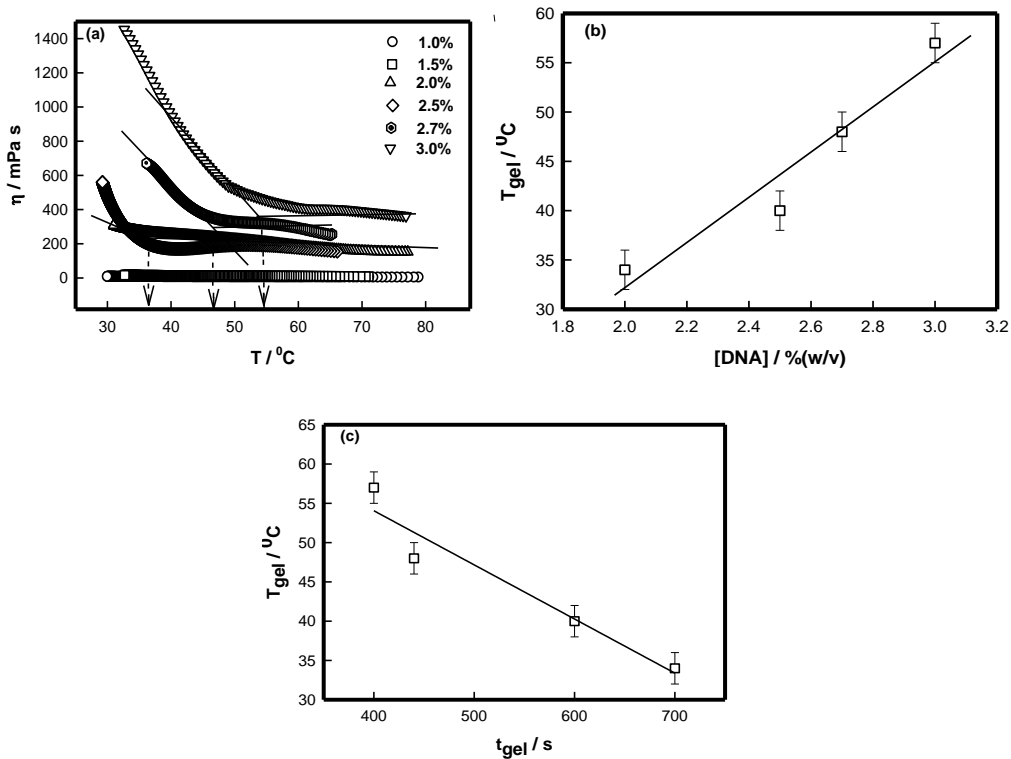 (a)
1400
1200
1000
800
600
400
200
0
η / mPa s
1.0%
1.5%
2.0%
2.5%
2.7%
3.0%
30 40 50 60 70 80
T / ⁰C
(b)
60
55
50
45
40
35
30
T_gel / ⁰C
1.8 2.0 2.2 2.4 2.6 2.8 3.0 3.2
[DNA] / %(w/v)
(c)
65
60
55
50
45
40
35
30
T_gel / ⁰C
400 500 600 700
t_gel / s